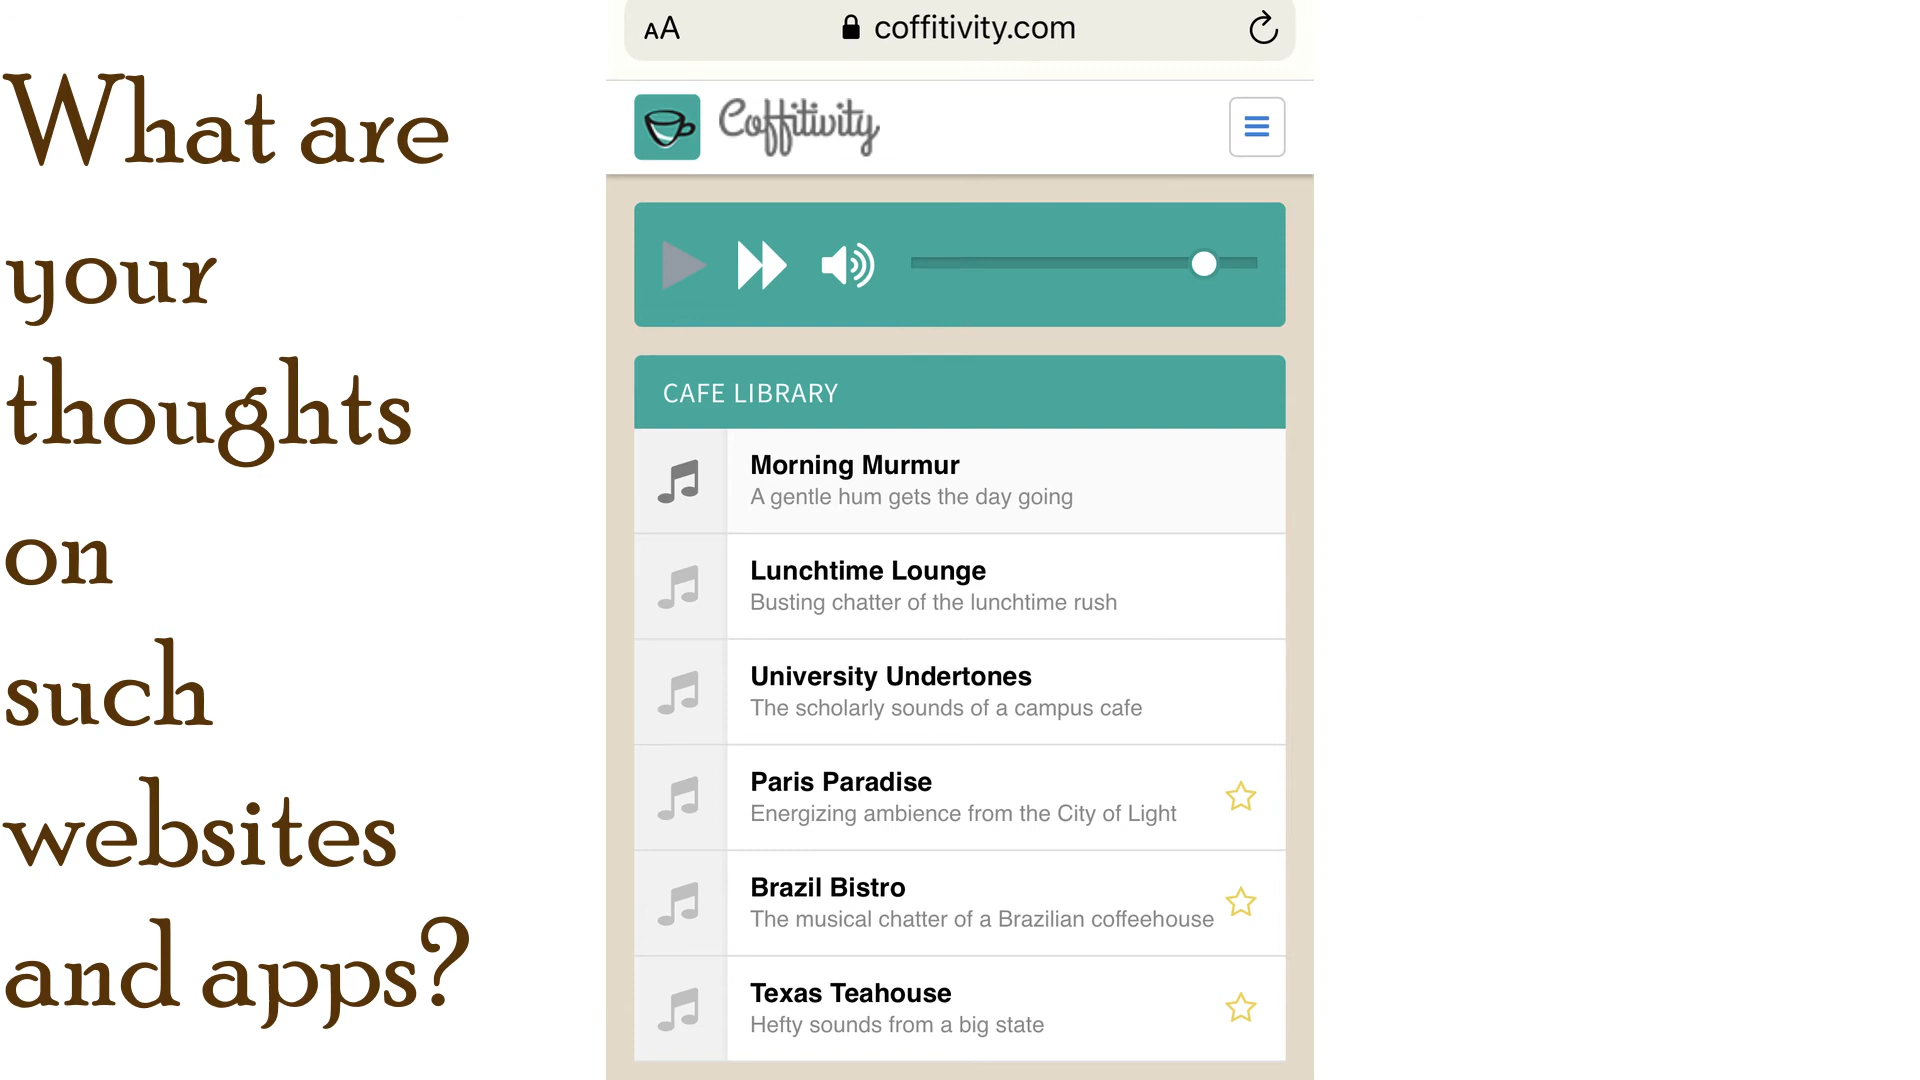 What are
your
thoughts
on
such
websites
and apps?
AA
coffitivity.com
Coffitivity
CAFE LIBRARY
Morning Murmur
A gentle hum gets the day going
Lunchtime Lounge
Busting chatter of the lunchtime rush
University Undertones
The scholarly sounds of a campus cafe
Paris Paradise
Energizing ambience from the City of Light
Brazil Bistro
The musical chatter of a Brazilian coffeehouse
Texas Teahouse
Hefty sounds from a big state